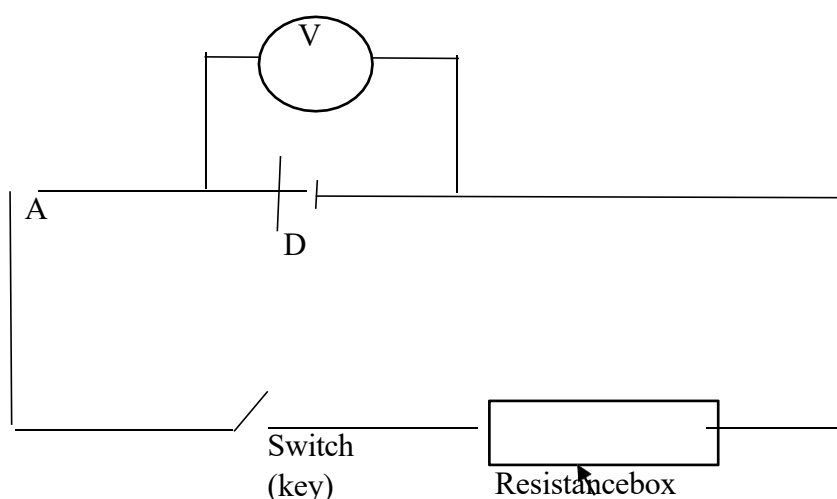 V
A
D
Switch
(key)
Resistancebox